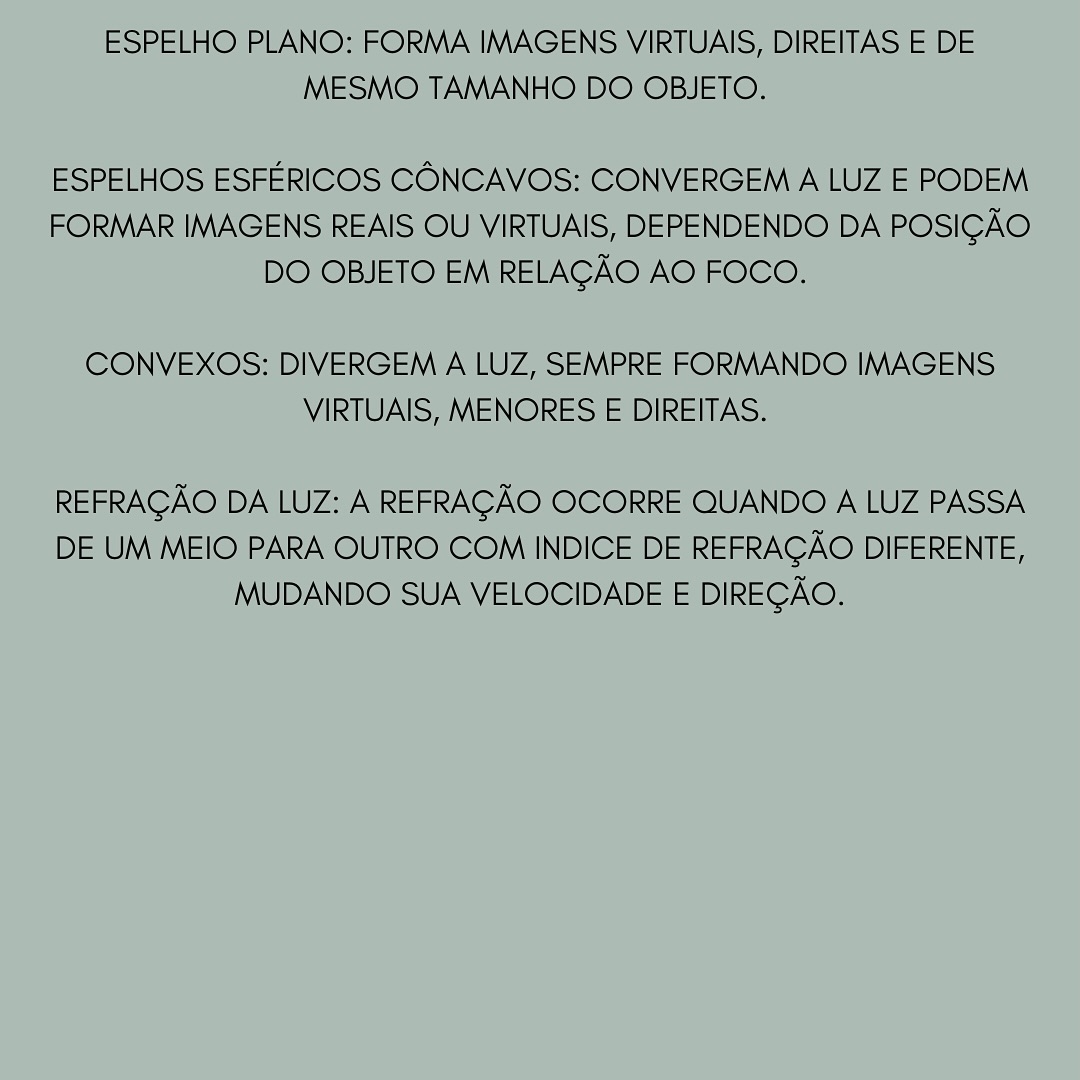 ESPELHO PLANO: FORMA IMAGENS VIRTUAIS, DIREITAS E DE
MESMO TAMANHO DO OBJETO.
ESPELHOS ESFÉRICOS CÔNCAVOS: CONVERGEM A LUZ E PODEM
FORMAR IMAGENS REAIS OU VIRTUAIS, DEPENDENDO DA POSIÇÃO
DO OBJETO EM RELAÇÃO AO FOCO.
CONVEXOS: DIVERGEM A LUZ, SEMPRE FORMANDO IMAGENS
VIRTUAIS, MENORES E DIREITAS.
REFRAÇÃO DA LUZ: A REFRAÇÃO OCORRE QUANDO A LUZ PASSA
DE UM MEIO PARA OUTRO COM INDICE DE REFRAÇÃO DIFERENTE,
MUDANDO SUA VELOCIDADE E DIREÇÃO.